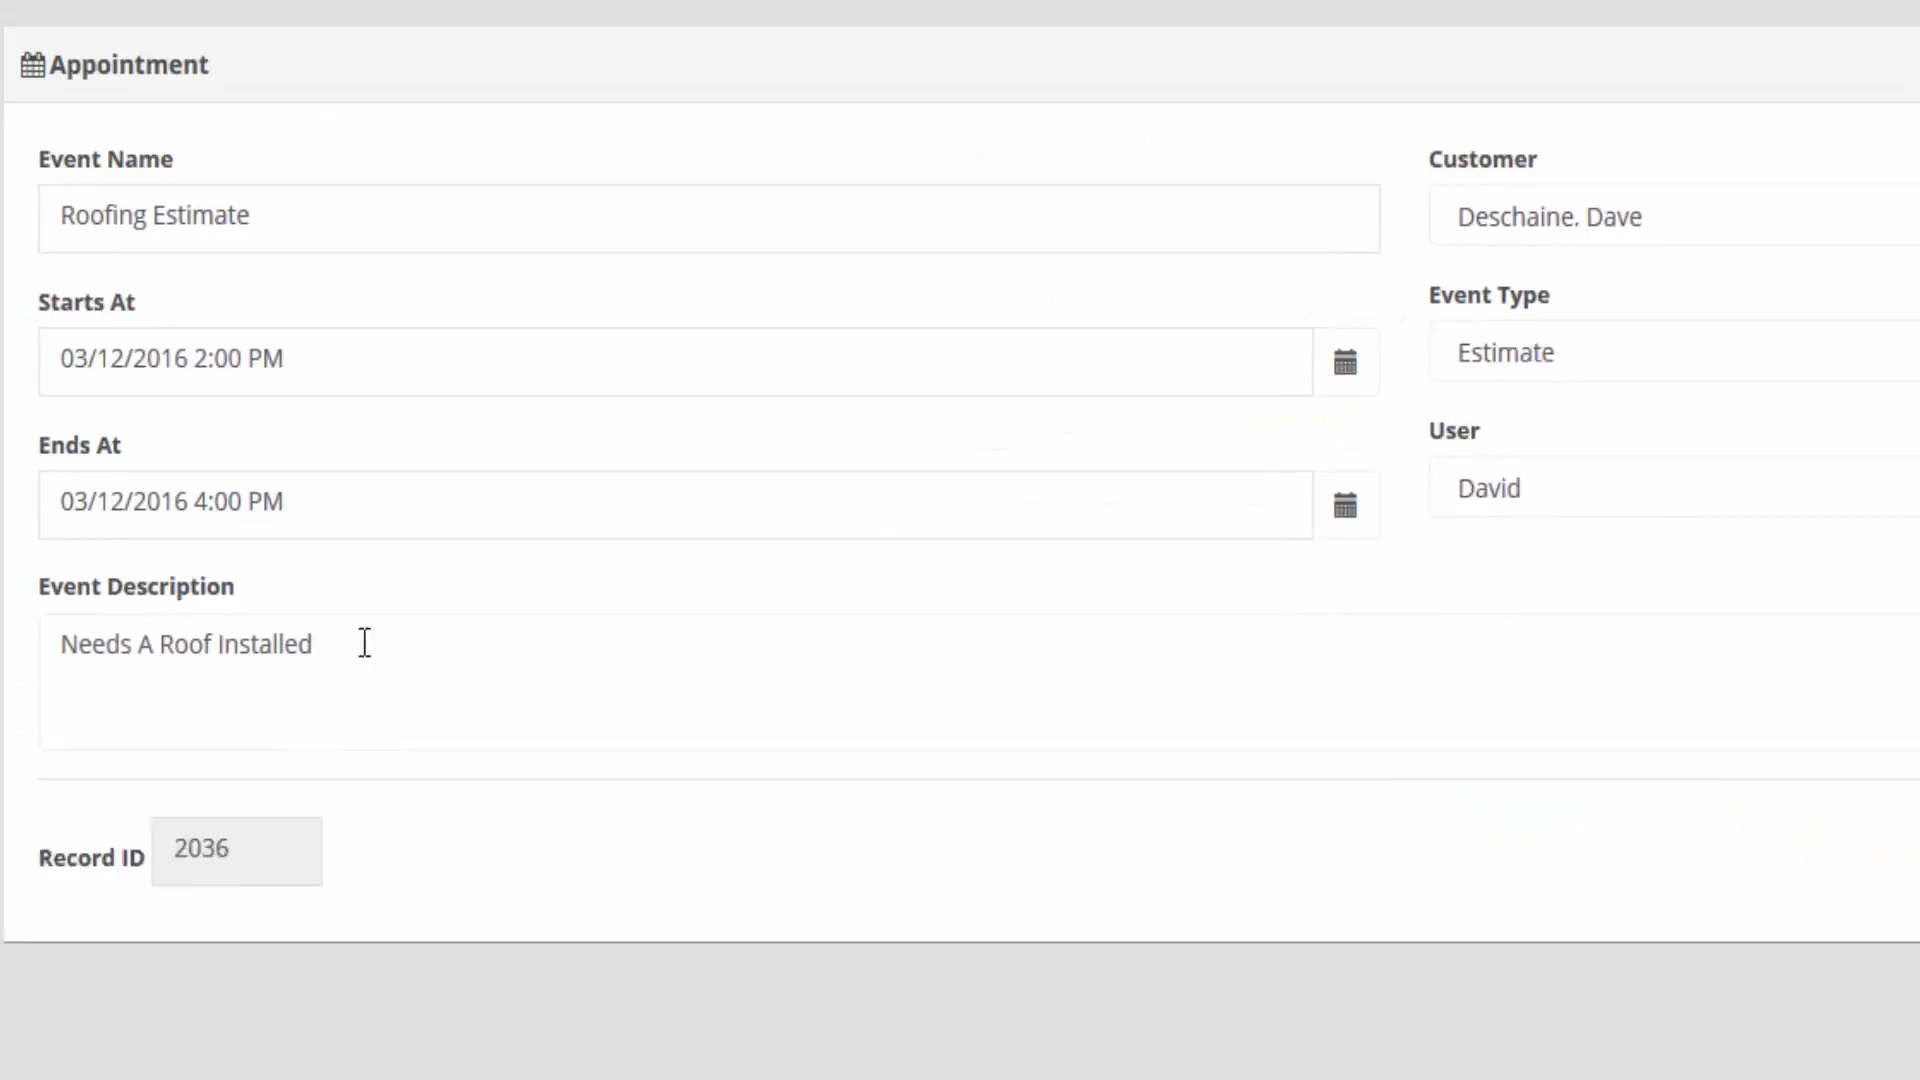 Appointment
Event Name
Roofing Estimate
Starts At
03/12/2016 2:00 PM
Ends At
03/12/2016 4:00 PM
Event Description
Needs A Roof Installed
Record ID 2036
Customer
Deschaine, Dave
Event Type
Estimate
User
David